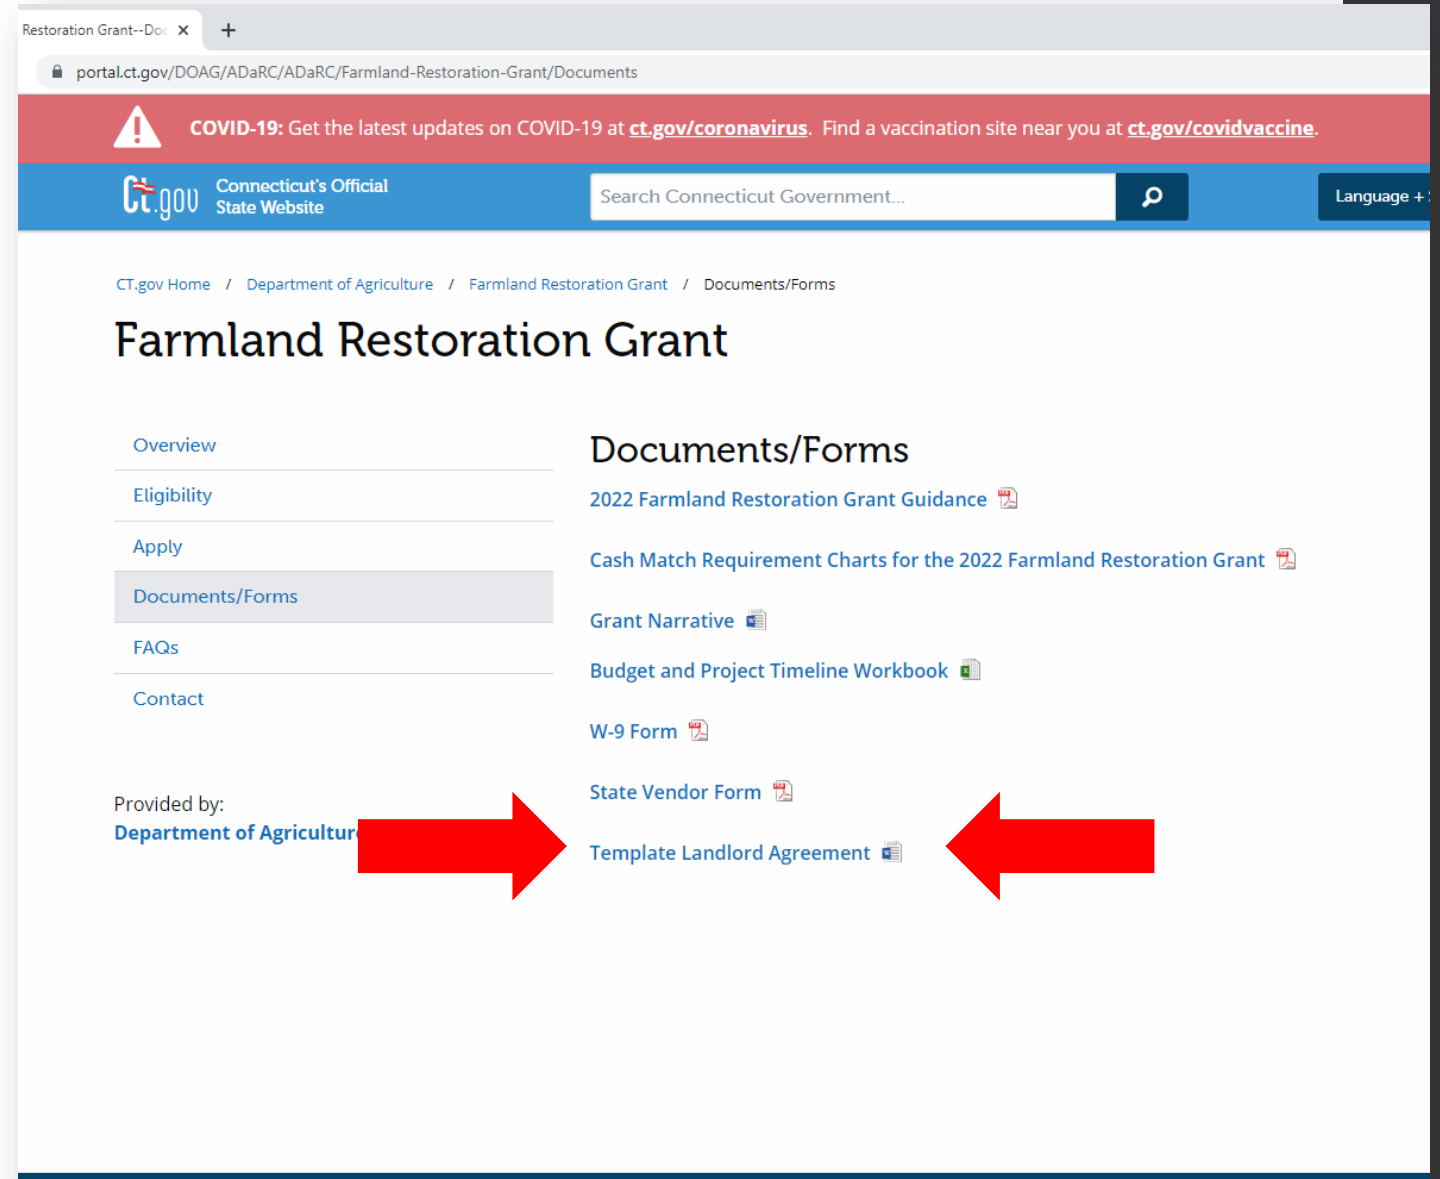 Restoration Grant--Doc
portal.ct.gov/DOAG/ADaRC/ADaRC/Farmland-Restoration-Grant/Documents
COVID-19: Get the latest updates on COVID-19 at ct.gov/coronavirus. Find a vaccination site near you at ct.gov/covidvaccine.
Ct.gov
Connecticut's Official
State Website
Search Connecticut Government...
Language +
CT.gov Home / Department of Agriculture / Farmland Restoration Grant / Documents/Forms
Farmland Restoration Grant
Overview
Eligibility
Apply
Documents/Forms
FAQs
Contact
Provided by:
Department of Agriculture
Documents/Forms
2022 Farmland Restoration Grant Guidance
Cash Match Requirement Charts for the 2022 Farmland Restoration Grant
Grant Narrative
Budget and Project Timeline Workbook
W-9 Form
State Vendor Form
Template Landlord Agreement